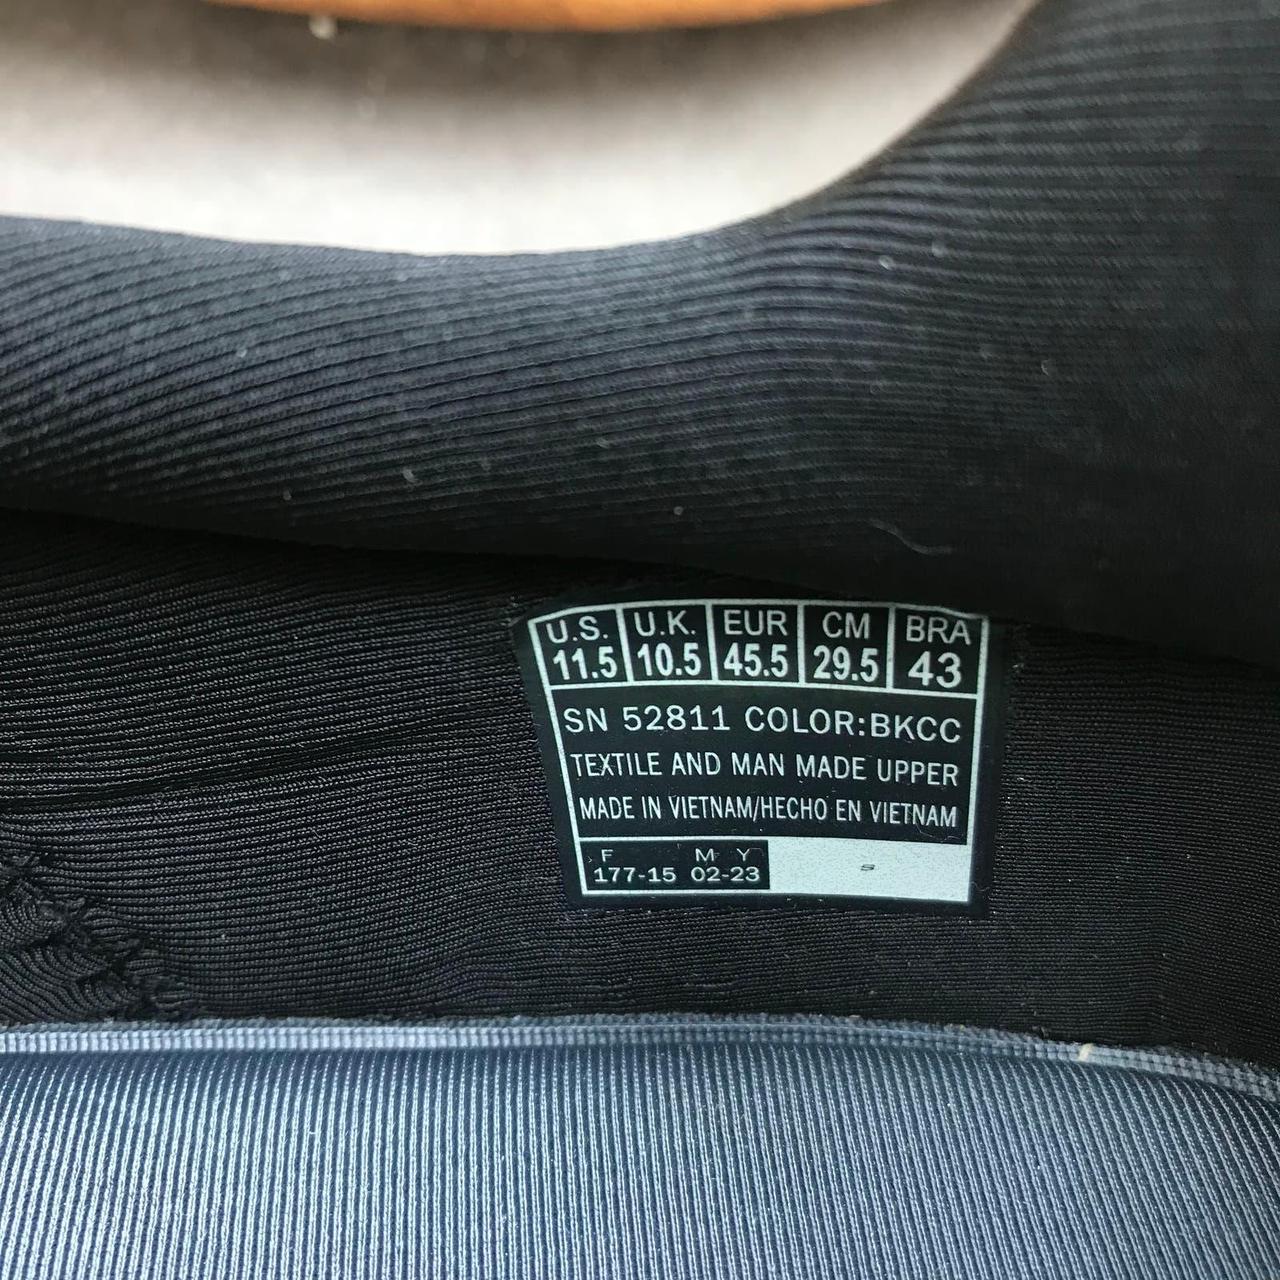 U.S. U.K. EUR CM BRA
11.5 10.5 45.5 29.5 43
SN 52811 COLOR:BKCC
TEXTILE AND MAN MADE UPPER
MADE IN VIETNAM/HECHO EN VIETNAM
F M Y
177-15 02-23
S